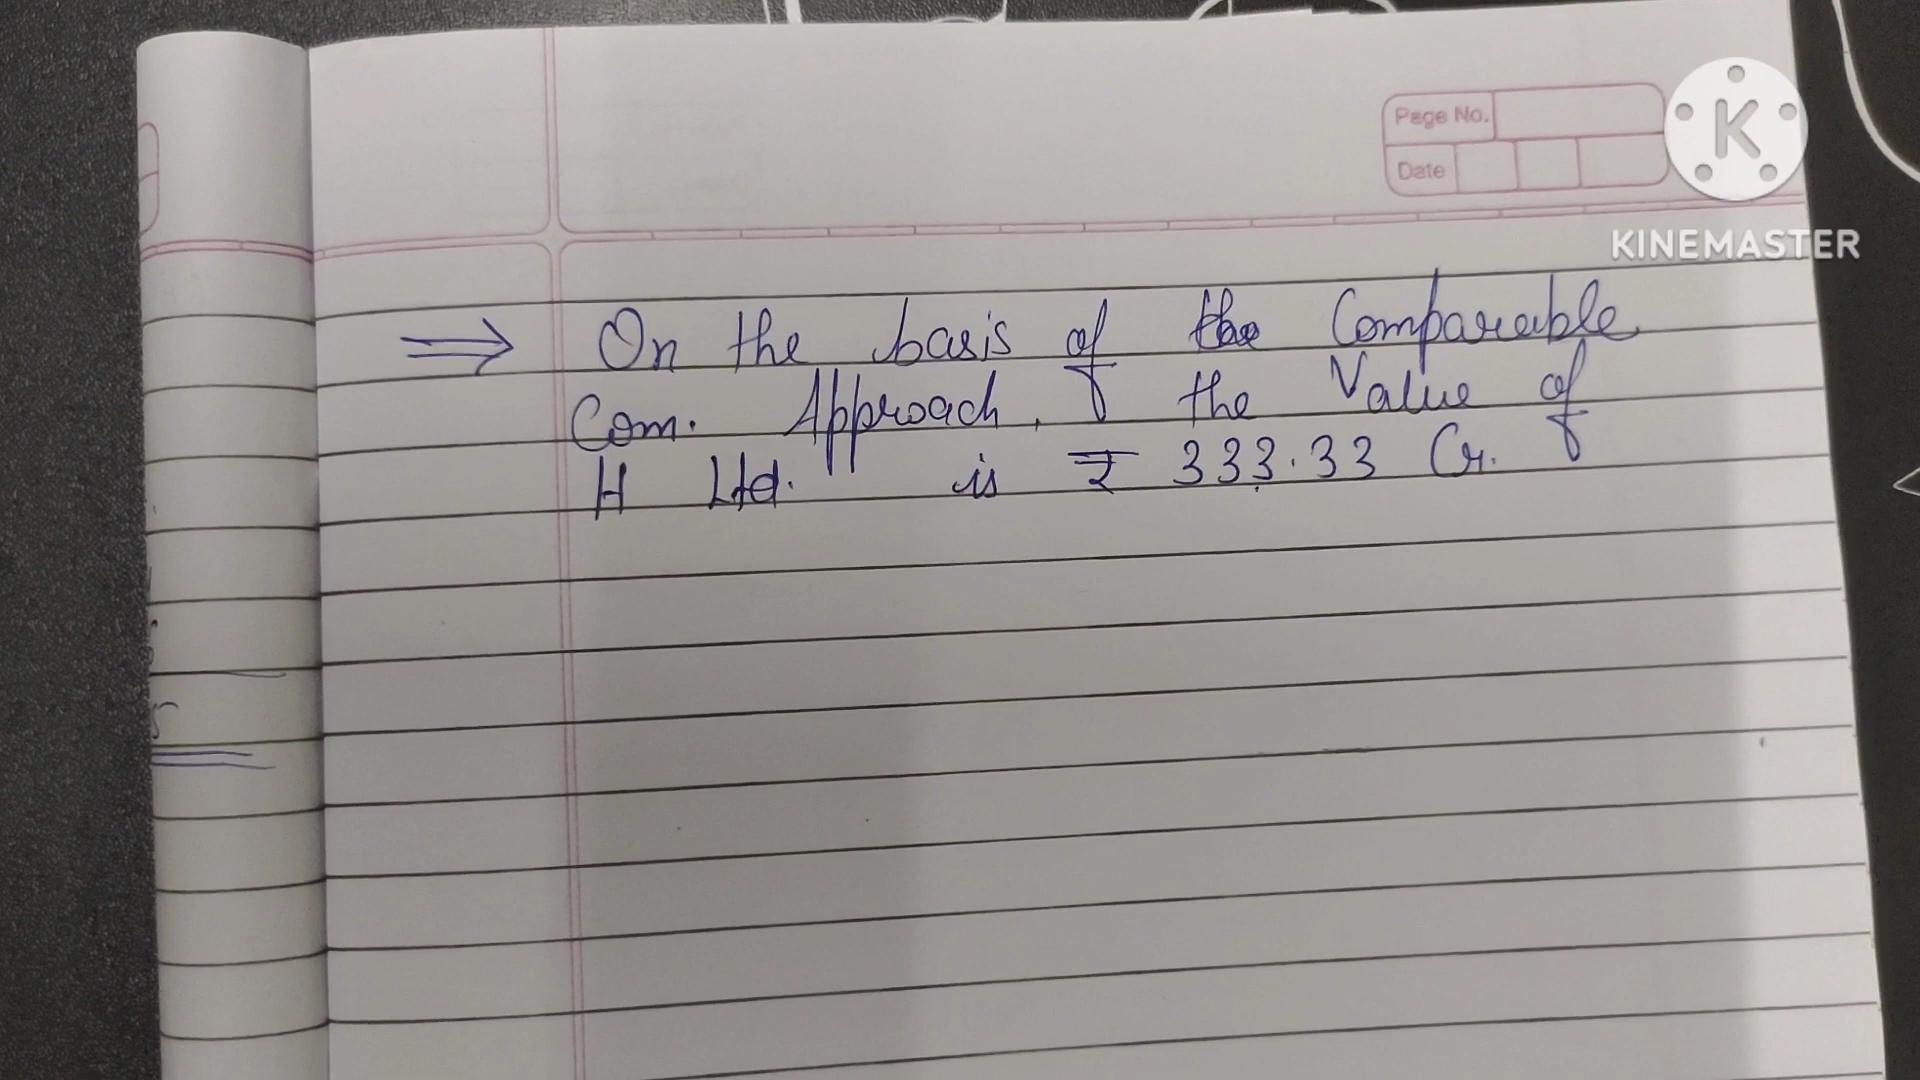 Page No.
Date
K
KINEMASTER
⇒ On the basis of the Comparable
Com. Approach, the Value of
H Ltd. is ₹ 333.33 Cr.